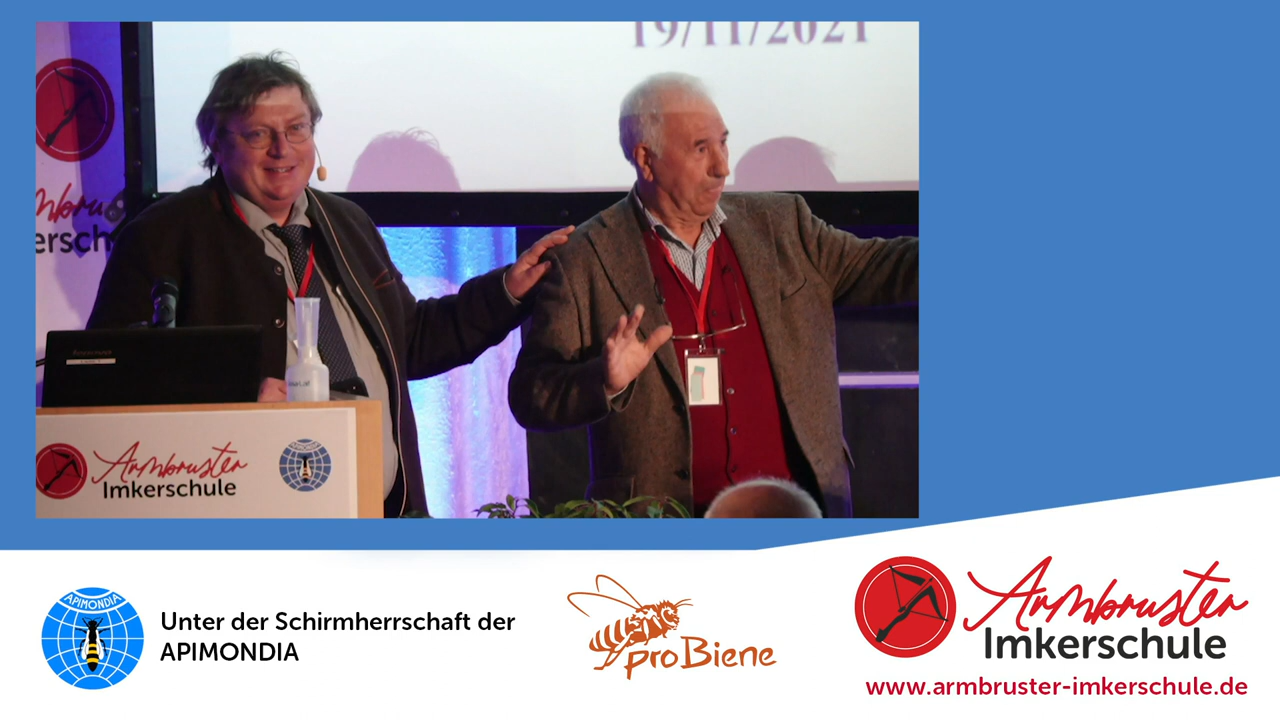 19/11/2021
Armbruster
Imkerschule
Unter der Schirmherrschaft der
APIMONDIA
APIMONDIA
proBiene
Armbruster
Imkerschule
www.armbruster-imkerschule.de